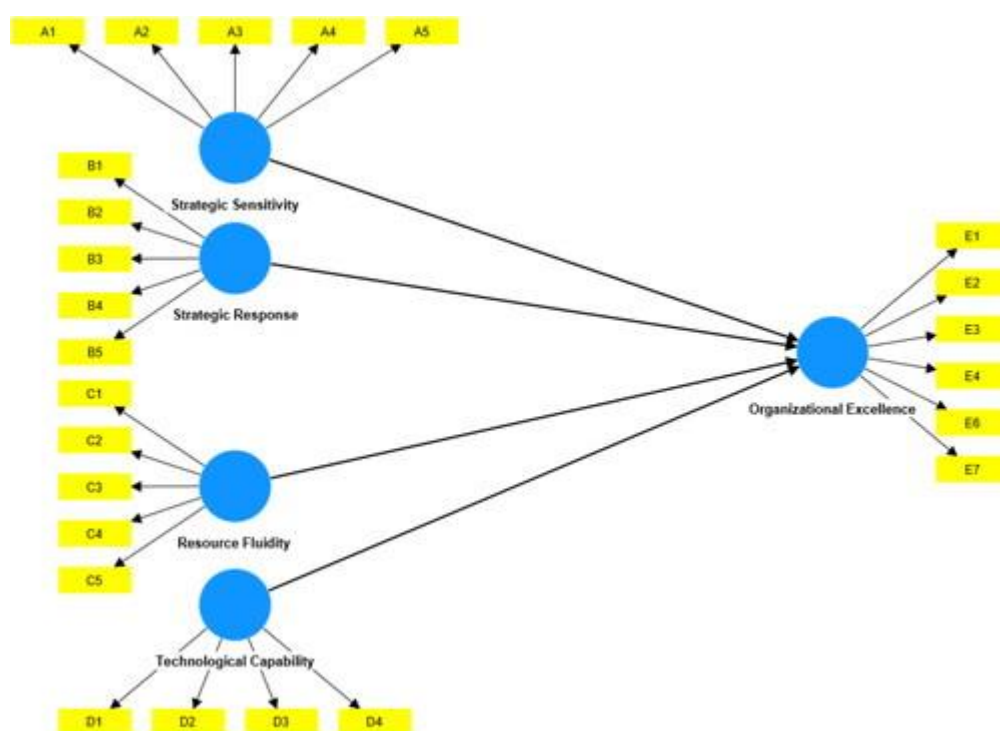 A1 A2 A3 A4 A5
Strategic Sensitivity
B1
B2
B3
B4
B5
Strategic Response
C1
C2
C3
C4
C5
Resource Fluidity
Technological Capability
D1 D2 D3 D4
Organizational Excellence
E1
E2
E3
E4
E6
E7